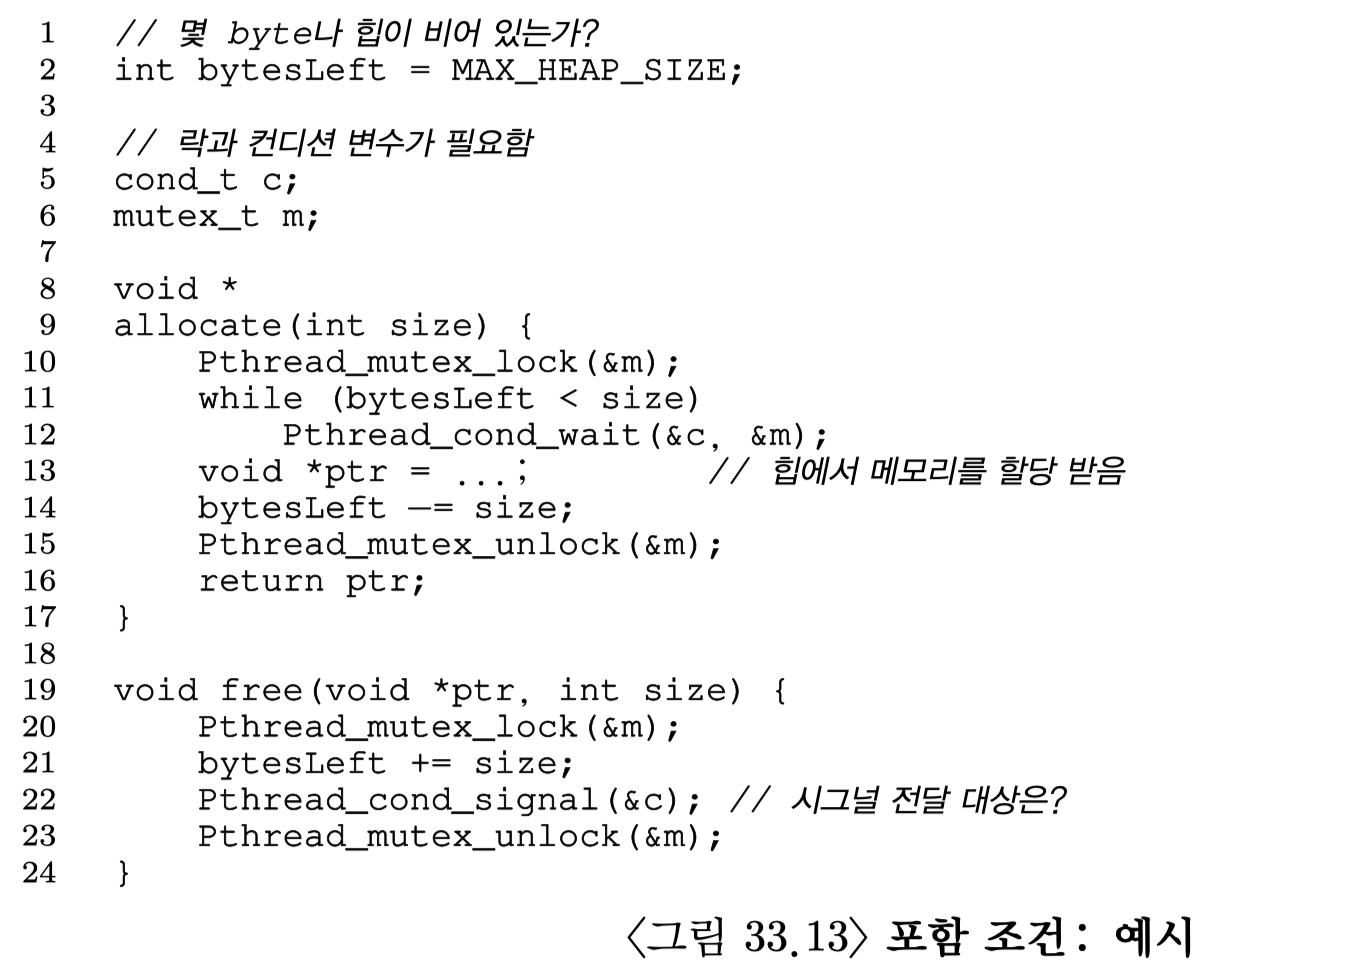 1 // 몇 byte나 힙이 비어 있는가?
2 int bytesLeft = MAX_HEAP_SIZE;
3
4 // 락과 컨디션 변수가 필요함
5 cond_t c;
6 mutex_t m;
7
8 void *
9 allocate(int size) {
10 Pthread_mutex_lock(&m);
11 while (bytesLeft < size)
12 Pthread_cond_wait(&c, &m);
13 void *ptr = ...; // 힙에서 메모리를 할당 받음
14 bytesLeft -= size;
15 Pthread_mutex_unlock(&m);
16 return ptr;
17 }
18
19 void free(void *ptr, int size) {
20 Pthread_mutex_lock(&m);
21 bytesLeft += size;
22 Pthread_cond_signal(&c); // 시그널 전달 대상은?
23 Pthread_mutex_unlock(&m);
24 }
〈그림 33.13〉 포함 조건: 예시